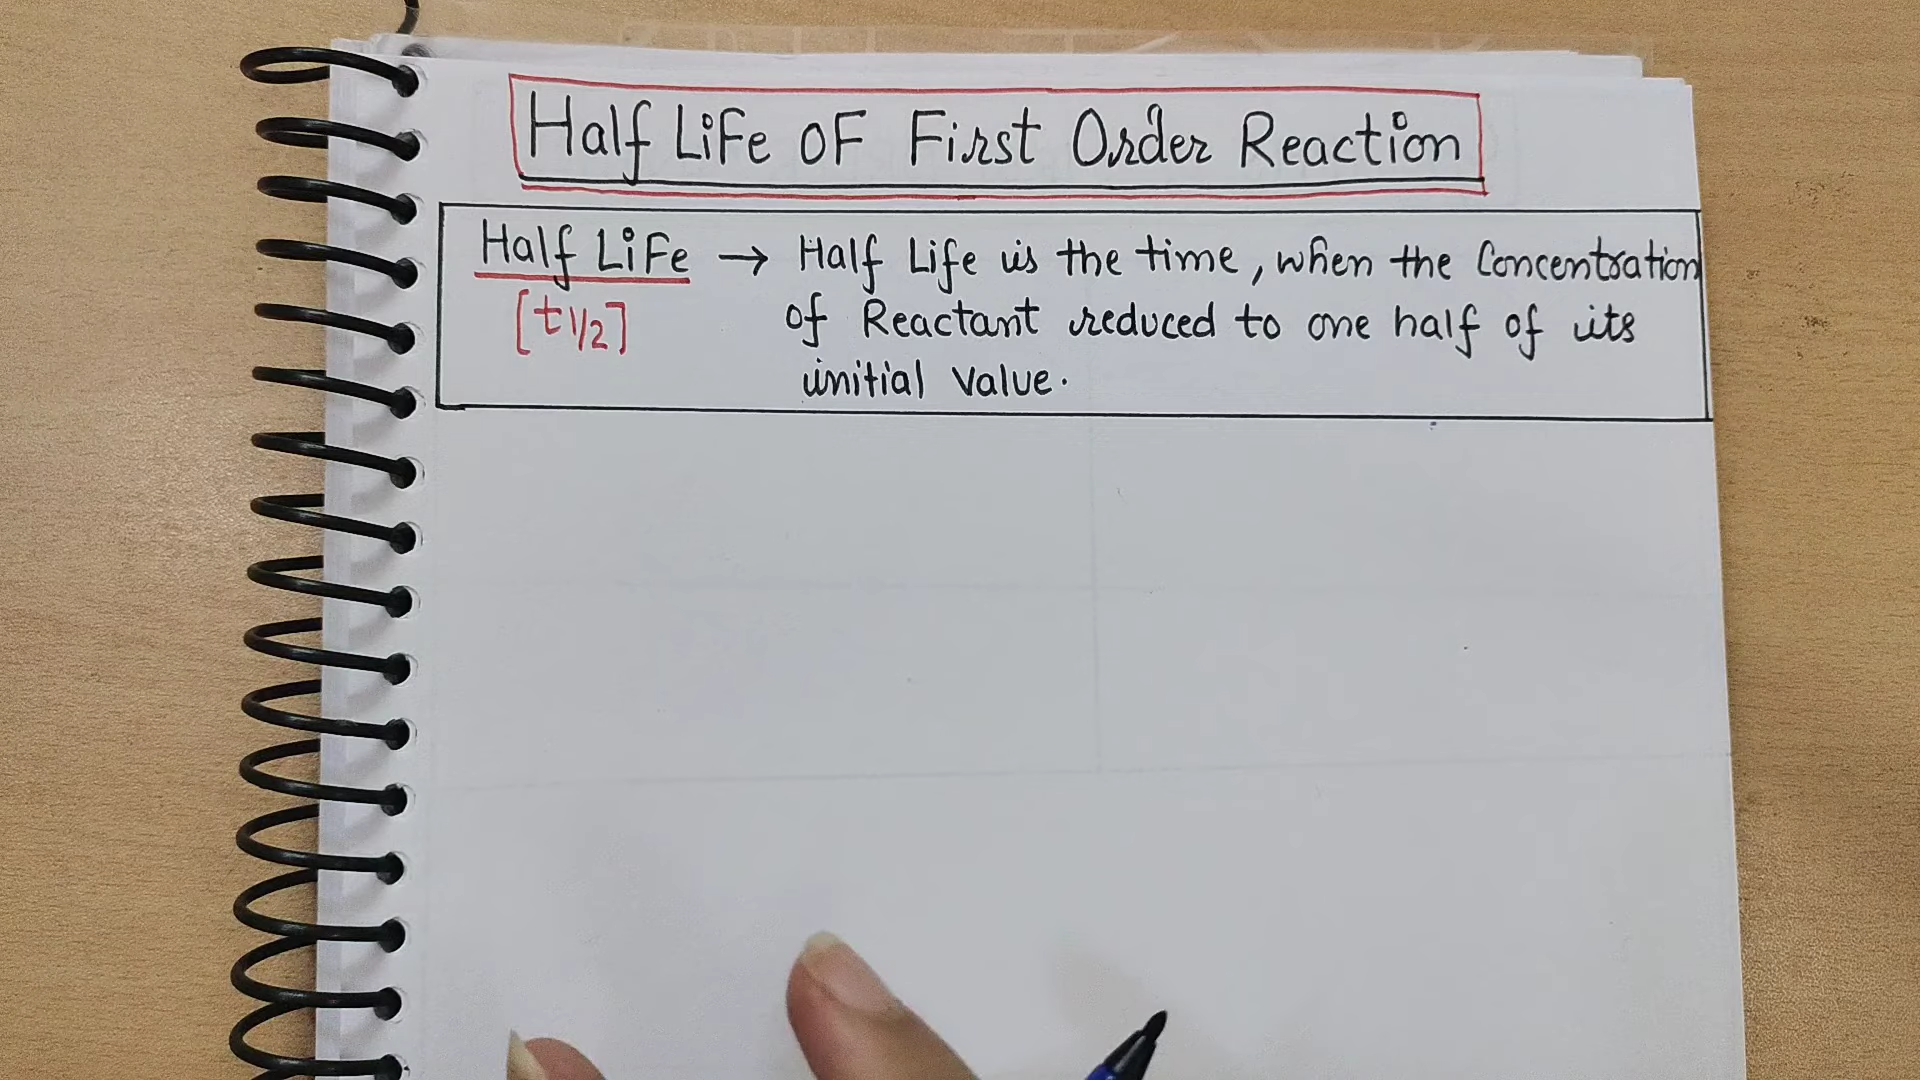 Half LiFe oF First Order Reaction
Half LiFe → Half Life is the time, when the Concentration
[t1/2] of Reactant reduced to one half of its
initial value.